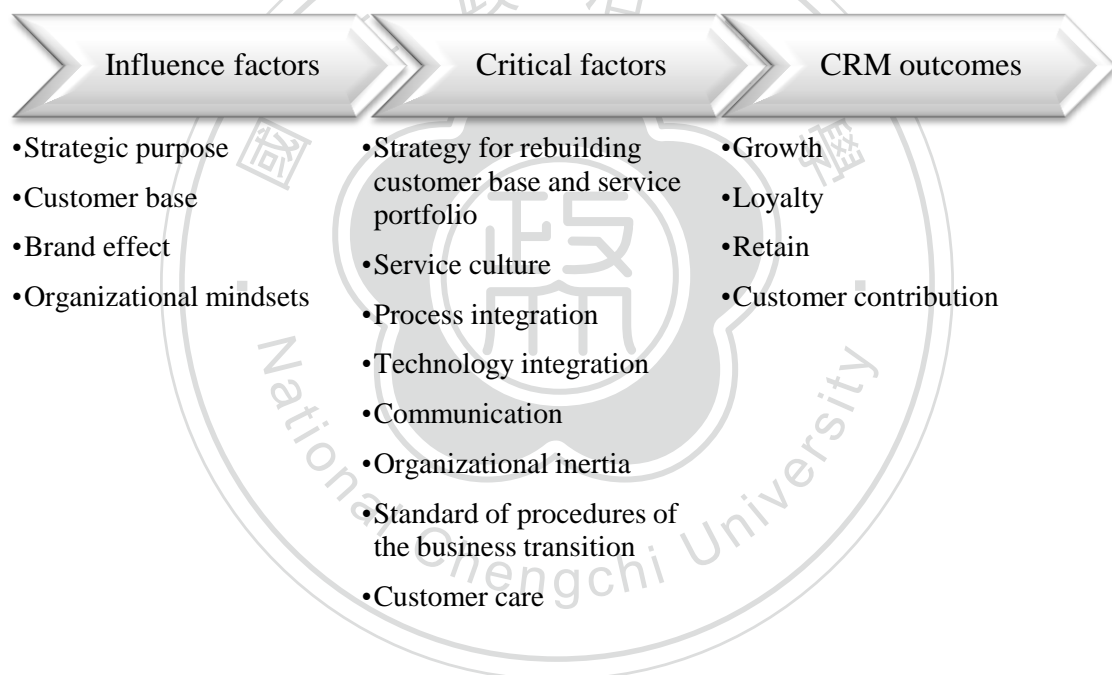 Influence factors
Critical factors
CRM outcomes
•Strategic purpose
•Customer base
•Brand effect
•Organizational mindsets
•Strategy for rebuilding
customer base and service
portfolio
•Service culture
•Process integration
•Technology integration
•Communication
•Organizational inertia
•Standard of procedures of
the business transition
•Customer care
•Growth
•Loyalty
•Retain
•Customer contribution
National Chengchi University